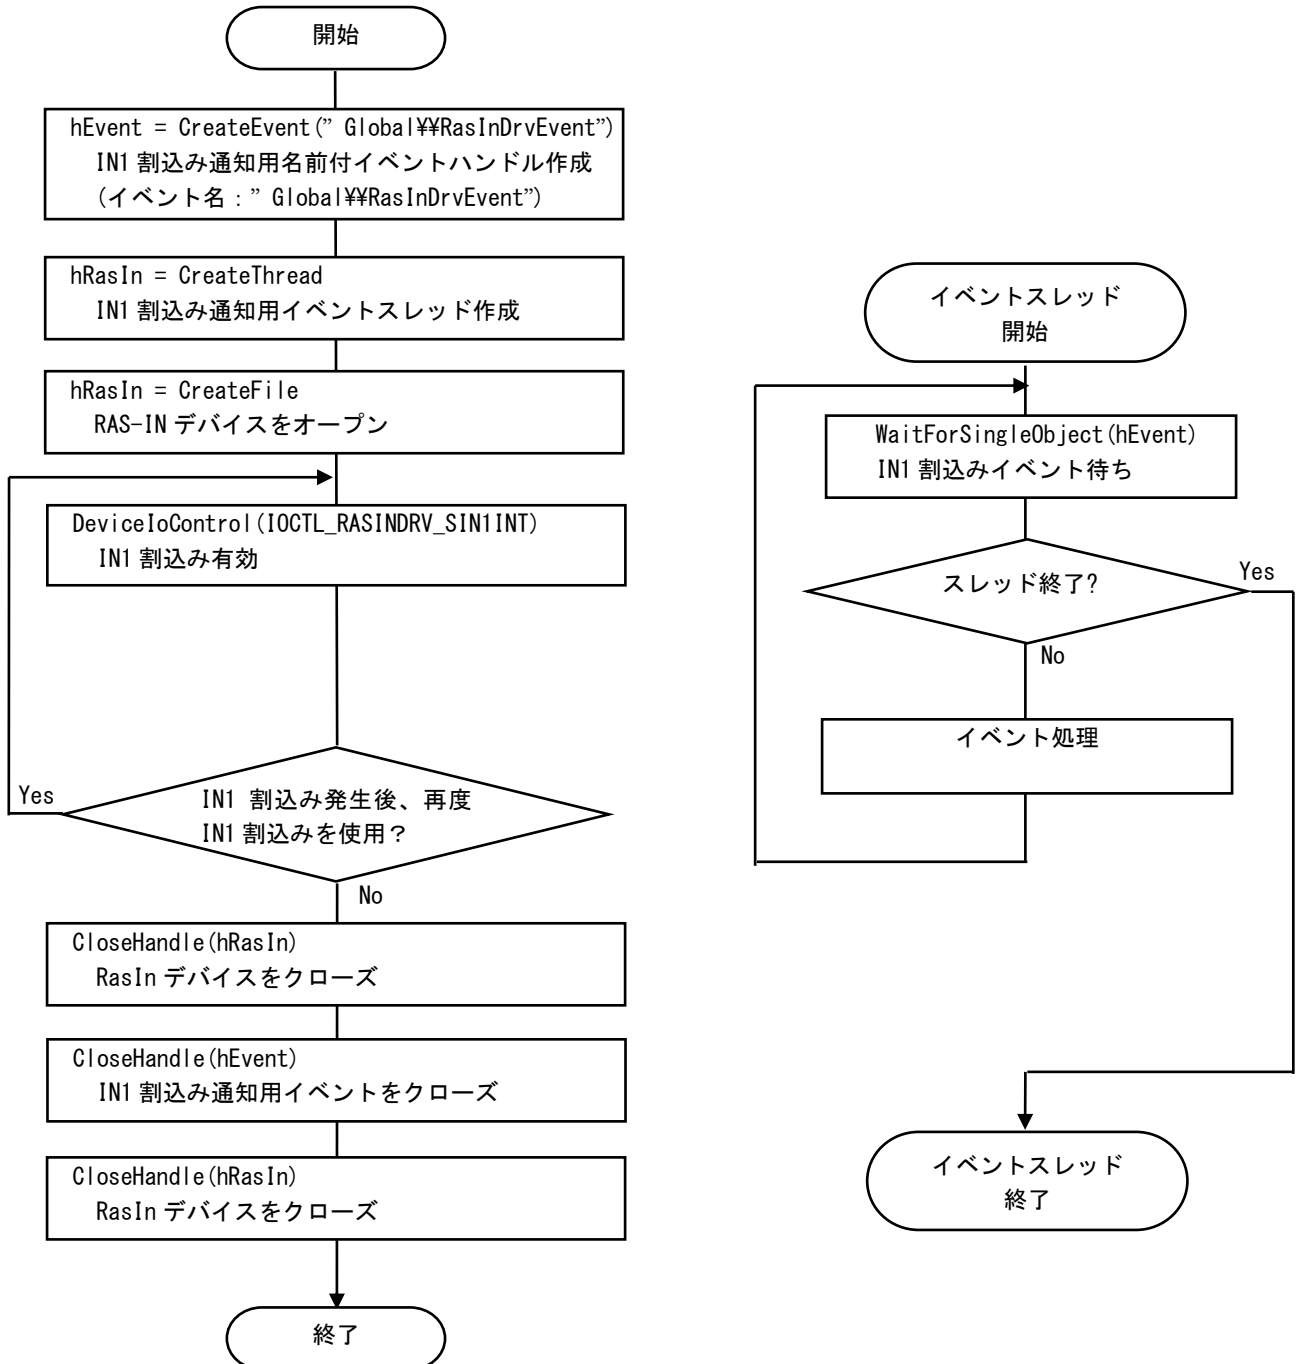 開始
hEvent = CreateEvent(” Global¥¥RasInDrvEvent”)
IN1 割込み通知用名前付イベントハンドル作成
(イベント名：” Global¥¥RasInDrvEvent”)
hRasIn = CreateThread
IN1 割込み通知用イベントスレッド作成
hRasIn = CreateFile
RAS-IN デバイスをオープン
DeviceIoControl(IOCTL_RASINDRV_SIN1INT)
IN1 割込み有効
Yes
IN1 割込み発生後、再度
IN1 割込みを使用？
No
CloseHandle(hRasIn)
RasIn デバイスをクローズ
CloseHandle(hEvent)
IN1 割込み通知用イベントをクローズ
CloseHandle(hRasIn)
RasIn デバイスをクローズ
終了
イベントスレッド
開始
WaitForSingleObject(hEvent)
IN1 割込みイベント待ち
スレッド終了?
Yes
No
イベント処理
イベントスレッド
終了